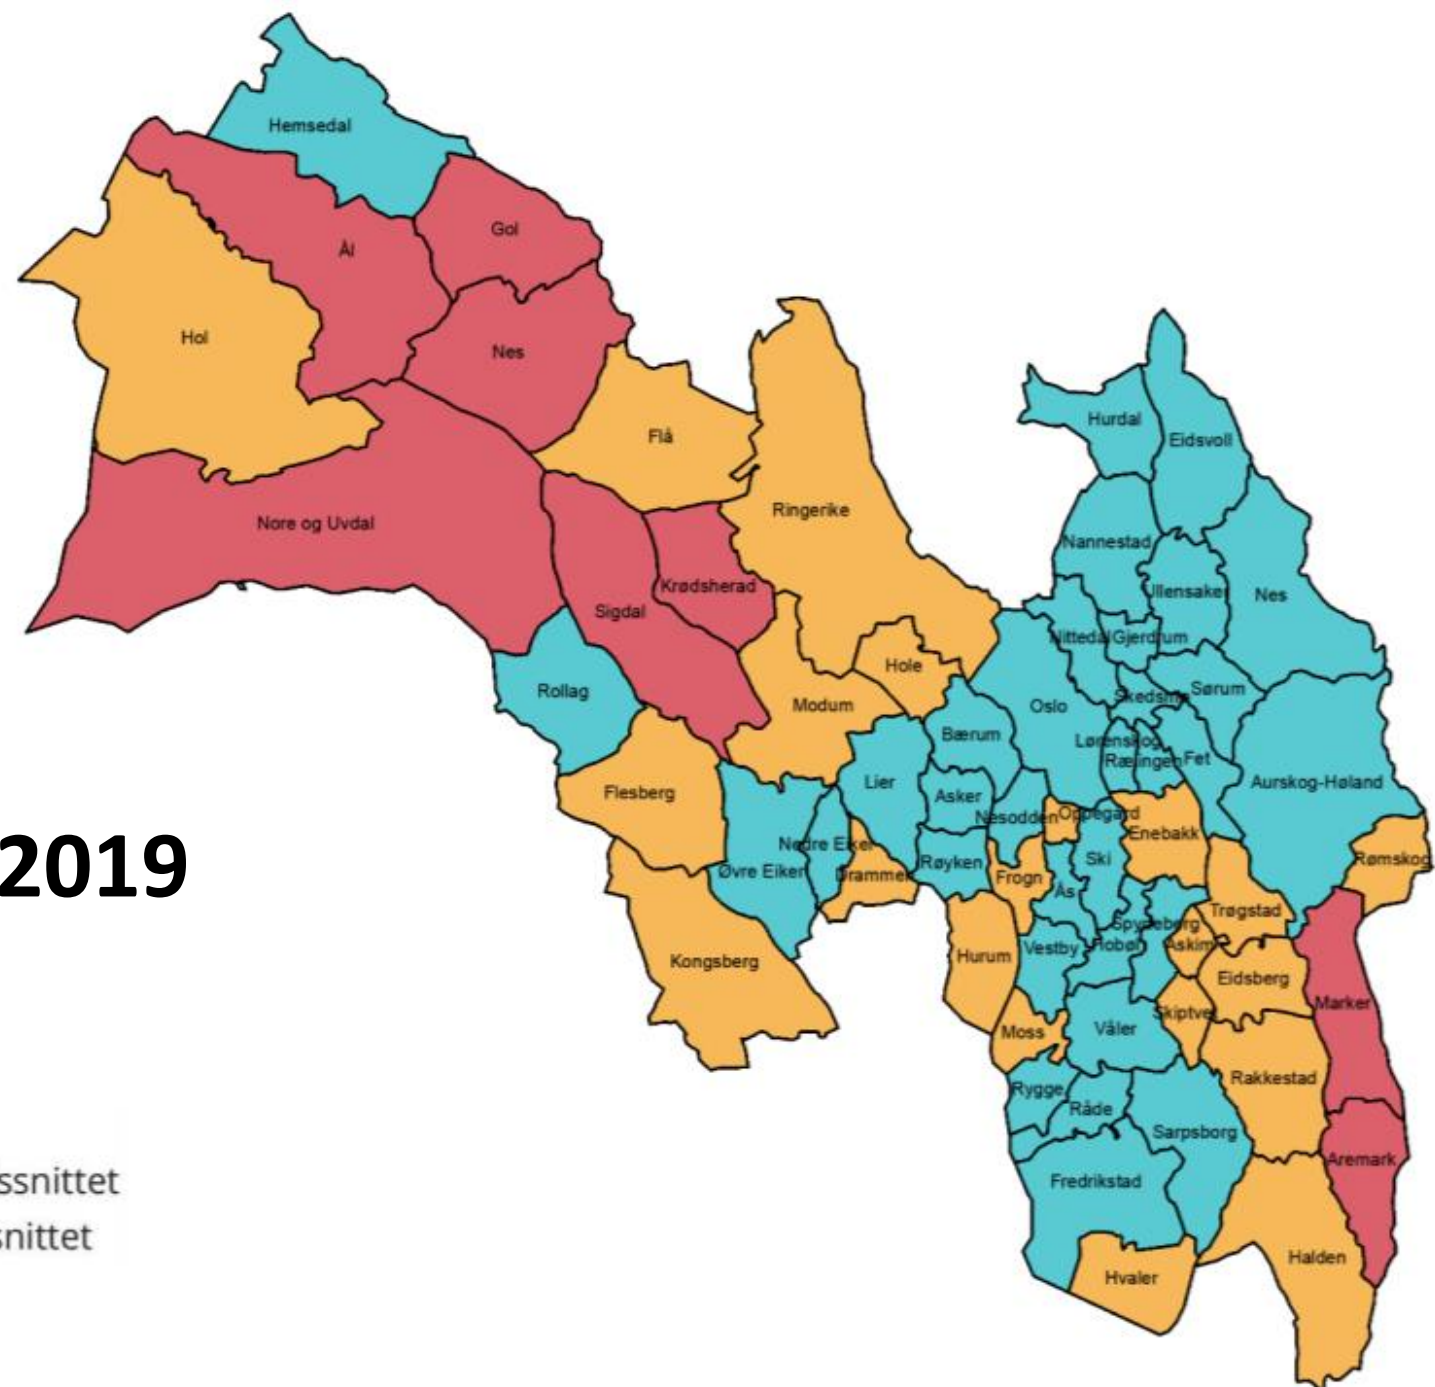 Hemsedal
Gol
Ål
Hol
Nes
Flå
Hurdal
Eidsvoll
Ringerike
Nore og Uvdal
Nannestad
Krødsherad
Ullensaker
Nes
Sigdal
Nittedal
Gjerdrum
Hole
Rollag
Skedsmo
Sørum
Modum
Oslo
Bærum
Lørenskog
Rælingen
Fet
Lier
Aurskog-Høland
Flesberg
Asker
Nesodden
Oppegård
Enebakk
Nedre Eiker
Ski
Rømskog
2019
Øvre Eiker
Drammen
Røyken
Frogn
Ås
Trøgstad
Spydeberg
Hurum
Vestby
Hobøl
Askim
Kongsberg
Eidsberg
Marker
Skiptvet
Moss
Våler
Rakkestad
Rygge
Råde
Sarpsborg
Aremark
ssnittet
Fredrikstad
snittet
Halden
Hvaler